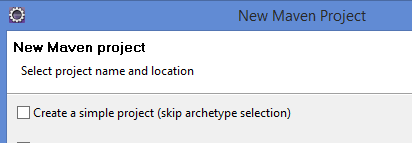 New Maven Project
New Maven project
Select project name and location
Create a simple project (skip archetype selection)